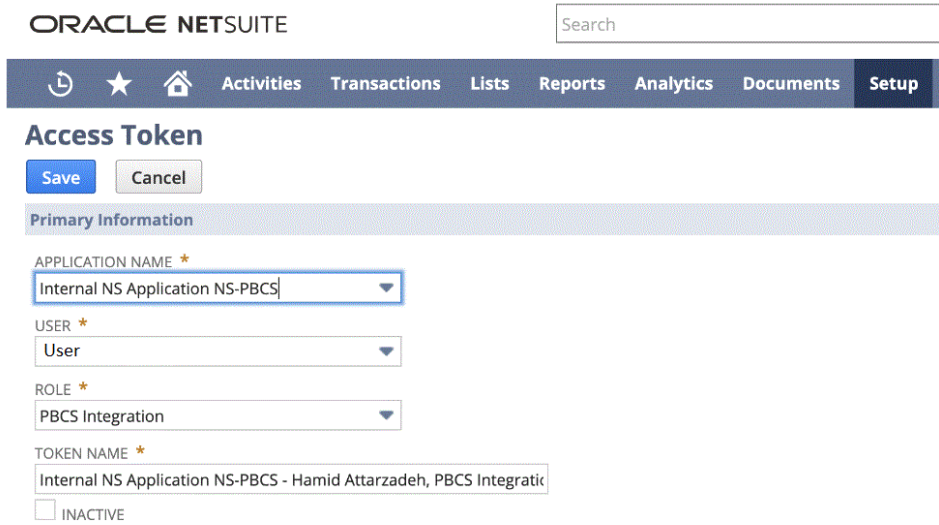 ORACLE NETSUITE
Search
Activities Transactions Lists Reports Analytics Documents Setup
Access Token
Save Cancel
Primary Information
APPLICATION NAME *
Internal NS Application NS-PBCS
USER *
User
ROLE *
PBCS Integration
TOKEN NAME *
Internal NS Application NS-PBCS - Hamid Attarzadeh, PBCS Integratic
INACTIVE